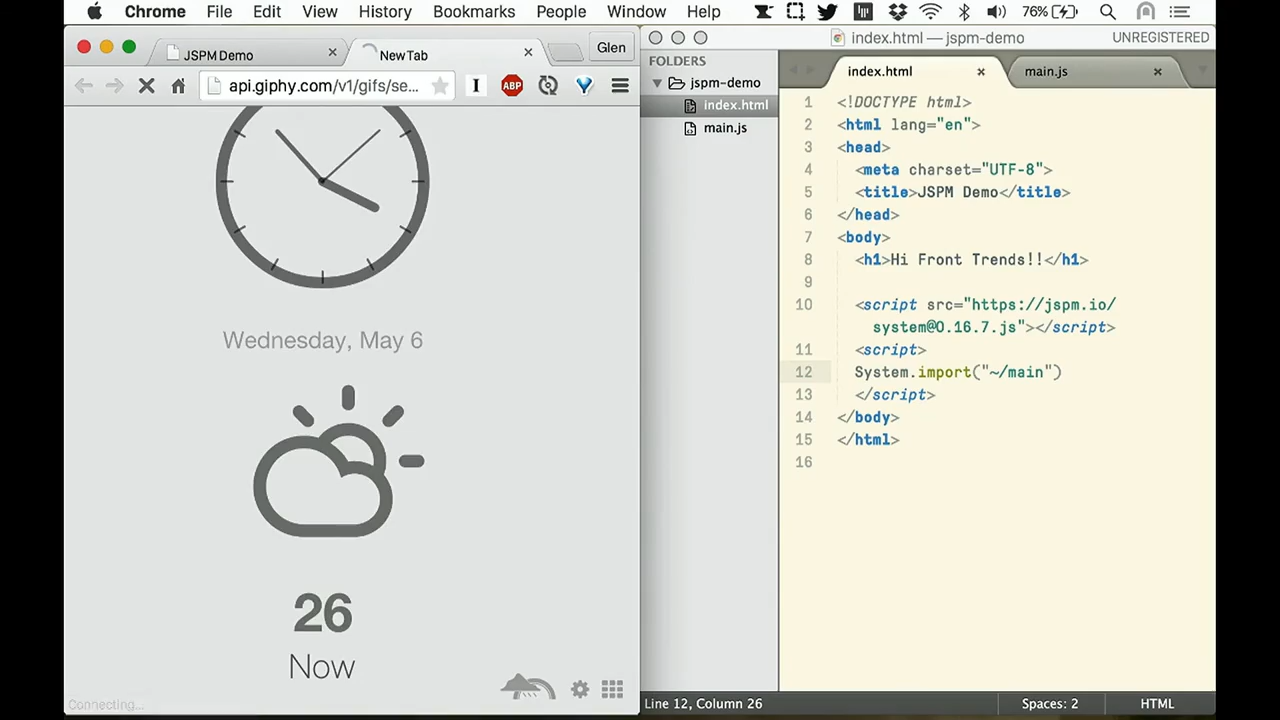 Chrome File Edit View History Bookmarks People Window Help 76%
JSPM Demo
New Tab
Glen
api.giphy.com/v1/gifs/se...
ABP
Wednesday, May 6
26
Now
Connecting...
index.html — jspm-demo
UNREGISTERED
FOLDERS
jspm-demo
index.html
main.js
index.html
main.js
1 <!DOCTYPE html>
2 <html lang="en">
3 <head>
4 <meta charset="UTF-8">
5 <title>JSPM Demo</title>
6 </head>
7 <body>
8 <h1>Hi Front Trends!!</h1>
9
10 <script src="https://jspm.io/
system@0.16.7.js"></script>
11 <script>
12 System.import("~/main")
13 </script>
14 </body>
15 </html>
16
Line 12, Column 26
Spaces: 2
HTML